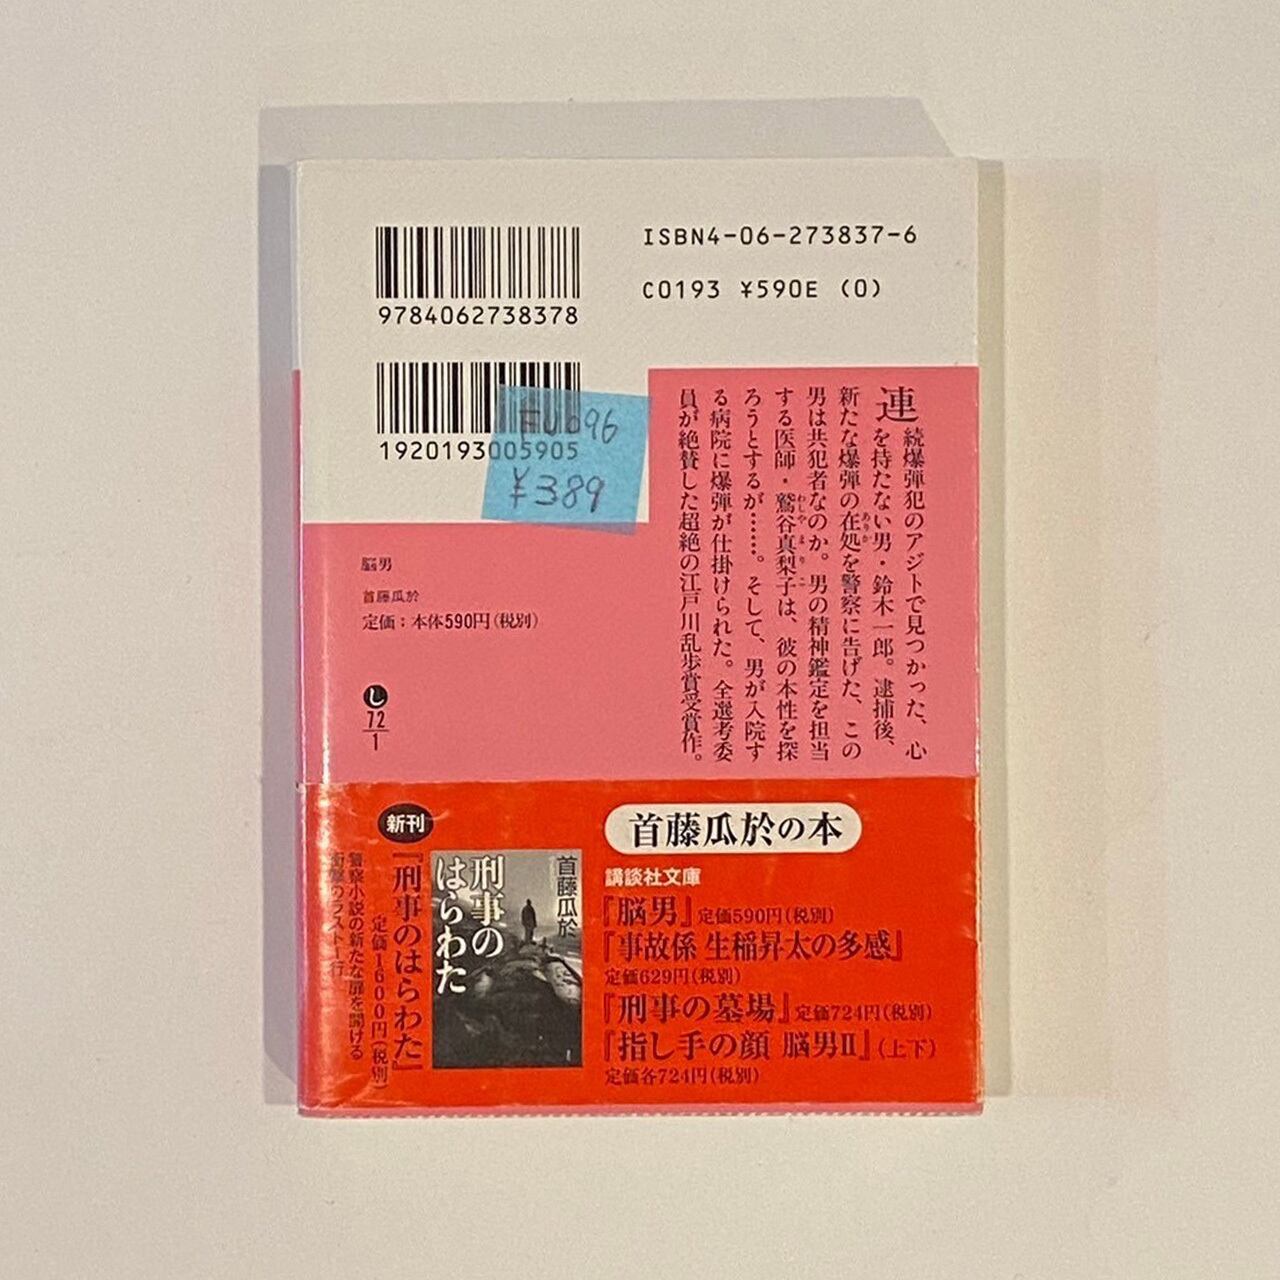 ISBN4-06-273837-6
C0193 ¥590E (0)
9784062738378
1920193005905
¥389
連続爆弾犯のアジトで見つかった、心
を持たない男・鈴木一郎。逮捕後、
新たな爆弾の在処を警察に告げた、この
ありか
男は共犯者なのか。男の精神鑑定を担当
する医師・鷲谷真梨子は、彼の本性を探
わしやまりこ
ろうとするが……。そして、男が入院す
る病院に爆弾が仕掛けられた。全選考委
員が絶賛した超絶の江戸川乱歩賞受賞作。
脳男
首藤瓜於
定価：本体590円（税別）
し
72
1
首藤瓜於の本
講談社文庫
『脳男』定価590円（税別）
『事故係 生稲昇太の多感』
定価629円（税別）
『刑事の墓場』定価724円（税別）
『指し手の顔 脳男Ⅱ』（上下）
定価各724円（税別）
首藤瓜於
刑事の
はらわた
新刊
『刑事のはらわた』
定価1600円（税別）
警察小説の新たな扉を開ける
衝撃のラスト1行